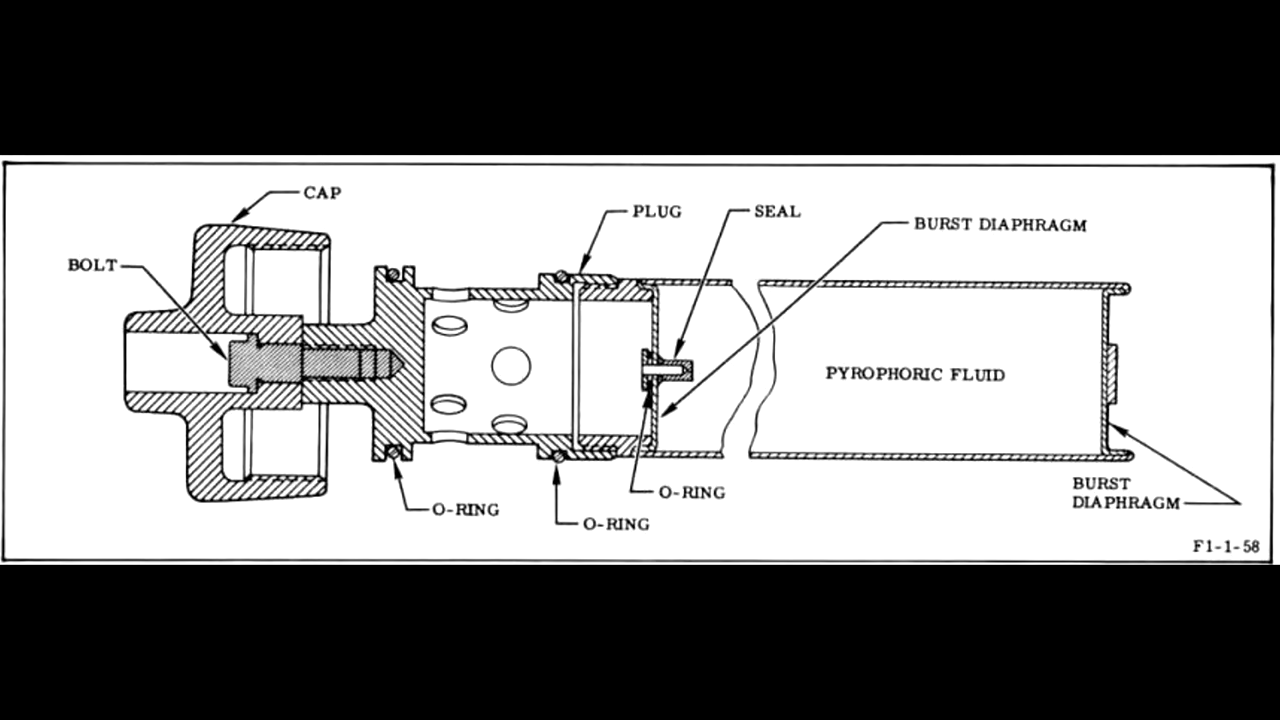 CAP
PLUG
SEAL
BURST DIAPHRAGM
BOLT
PYROPHORIC FLUID
O-RING
O-RING
O-RING
BURST
DIAPHRAGM
F1-1-58